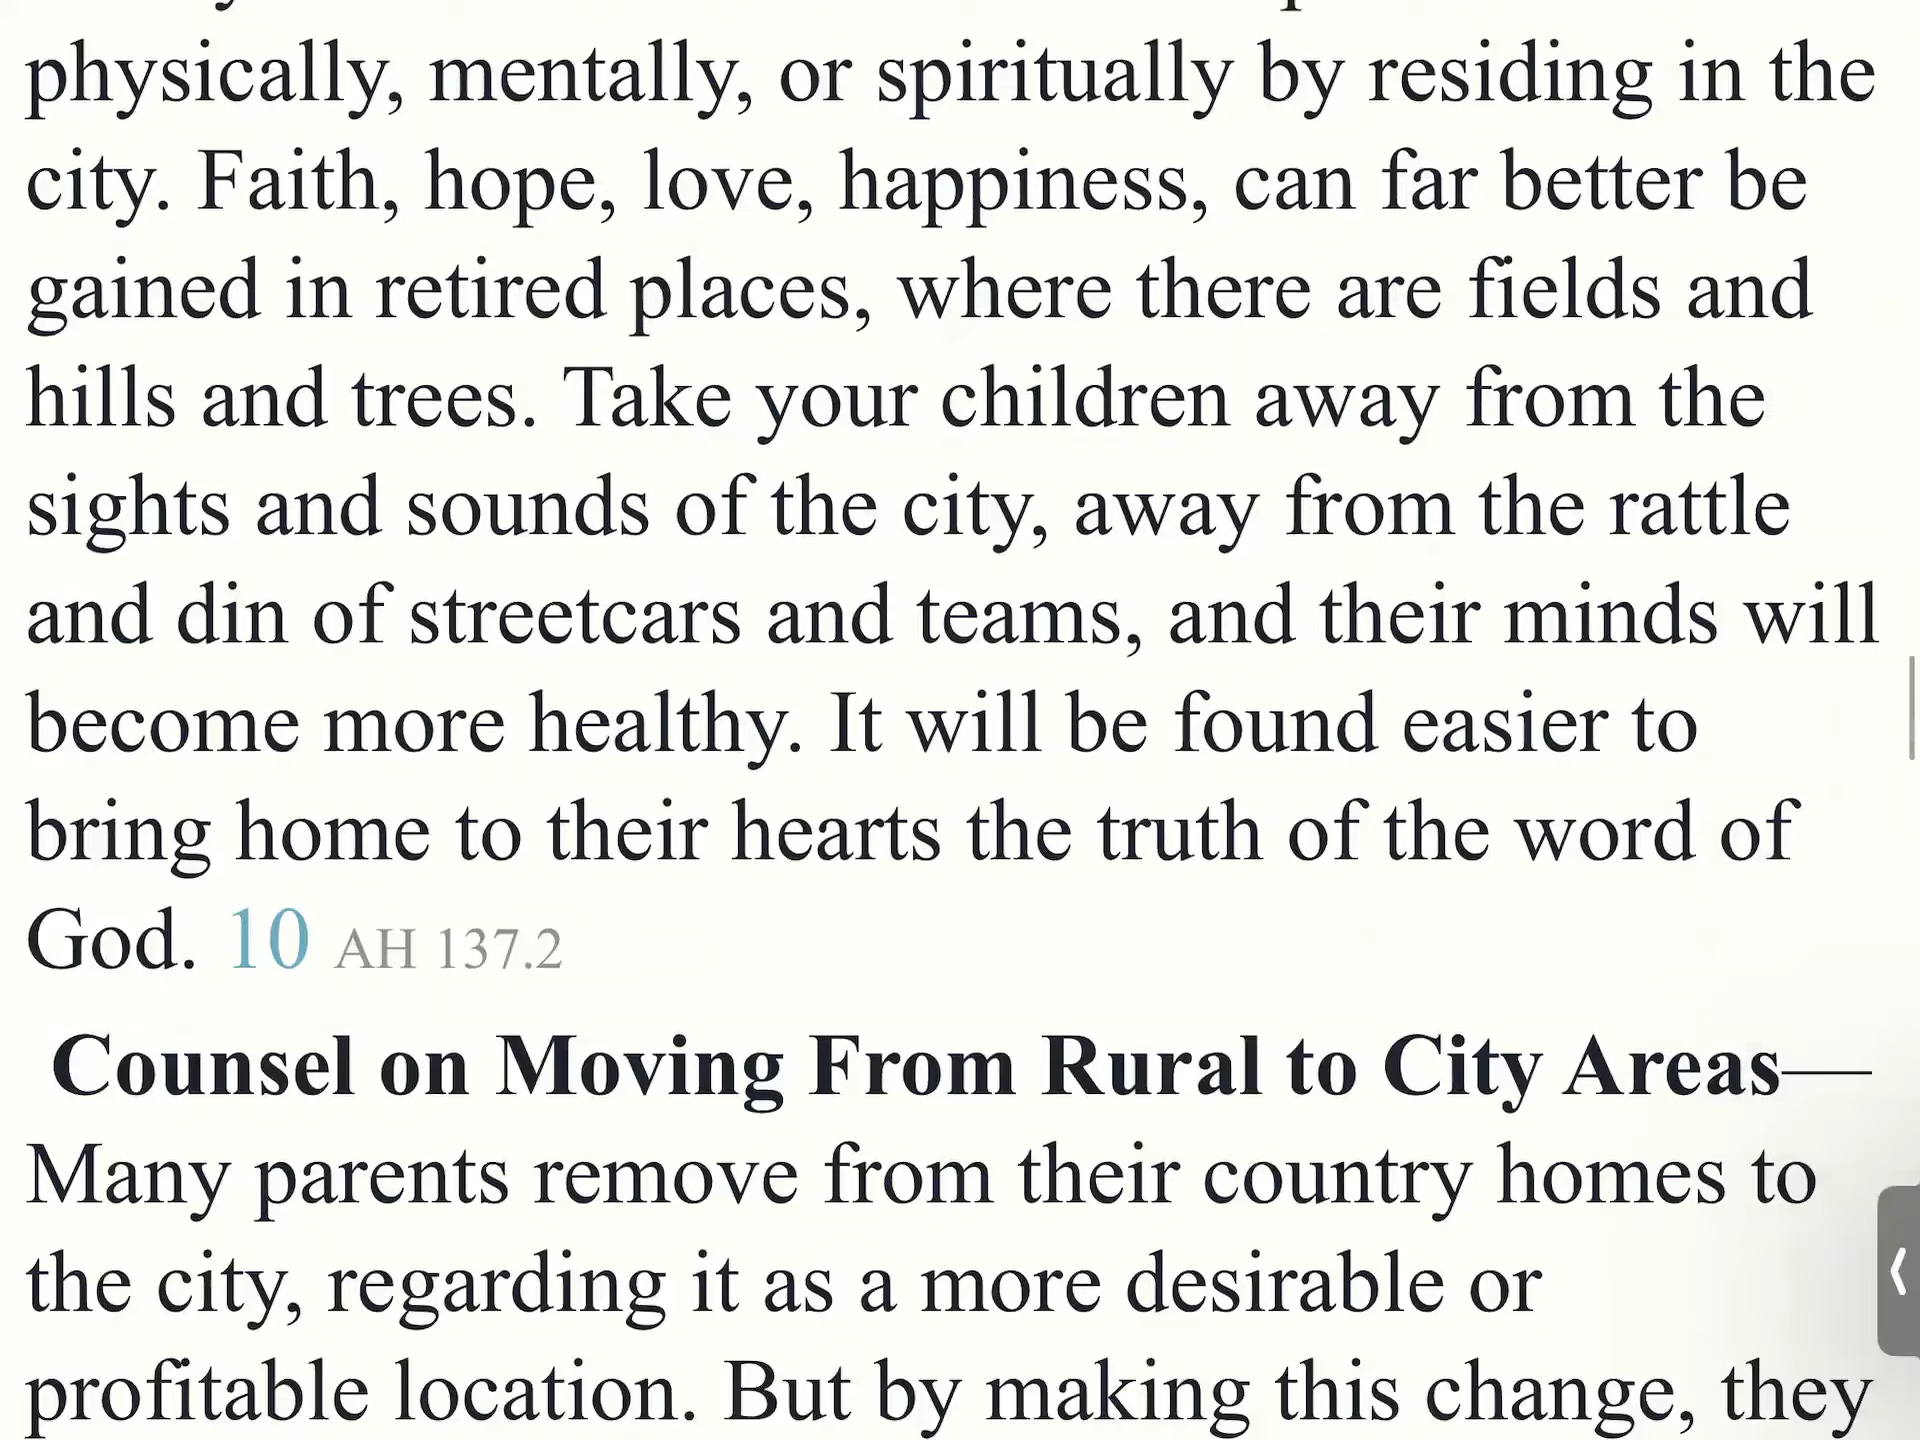 physically, mentally, or spiritually by residing in the
city. Faith, hope, love, happiness, can far better be
gained in retired places, where there are fields and
hills and trees. Take your children away from the
sights and sounds of the city, away from the rattle
and din of streetcars and teams, and their minds will
become more healthy. It will be found easier to
bring home to their hearts the truth of the word of
God. 10 AH 137.2
Counsel on Moving From Rural to City Areas—
Many parents remove from their country homes to
the city, regarding it as a more desirable or
profitable location. But by making this change, they